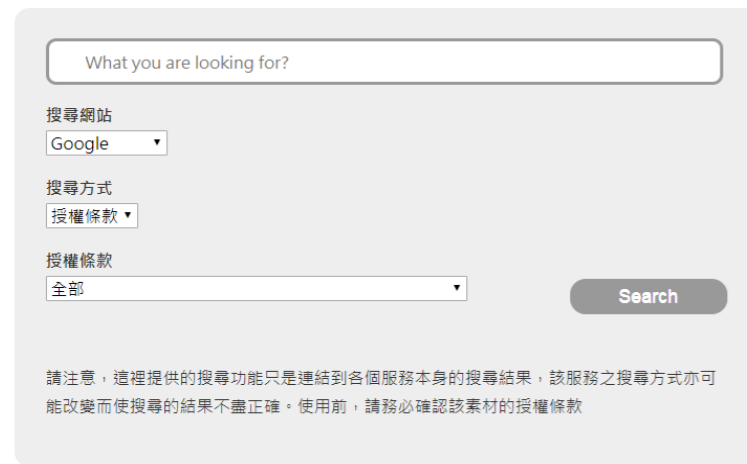 What you are looking for?
搜尋網站
Google
搜尋方式
授權條款
授權條款
全部
Search
請注意，這裡提供的搜尋功能只是連結到各個服務本身的搜尋結果，該服務之搜尋方式亦可
能改變而使搜尋的結果不盡正確。使用前，請務必確認該素材的授權條款